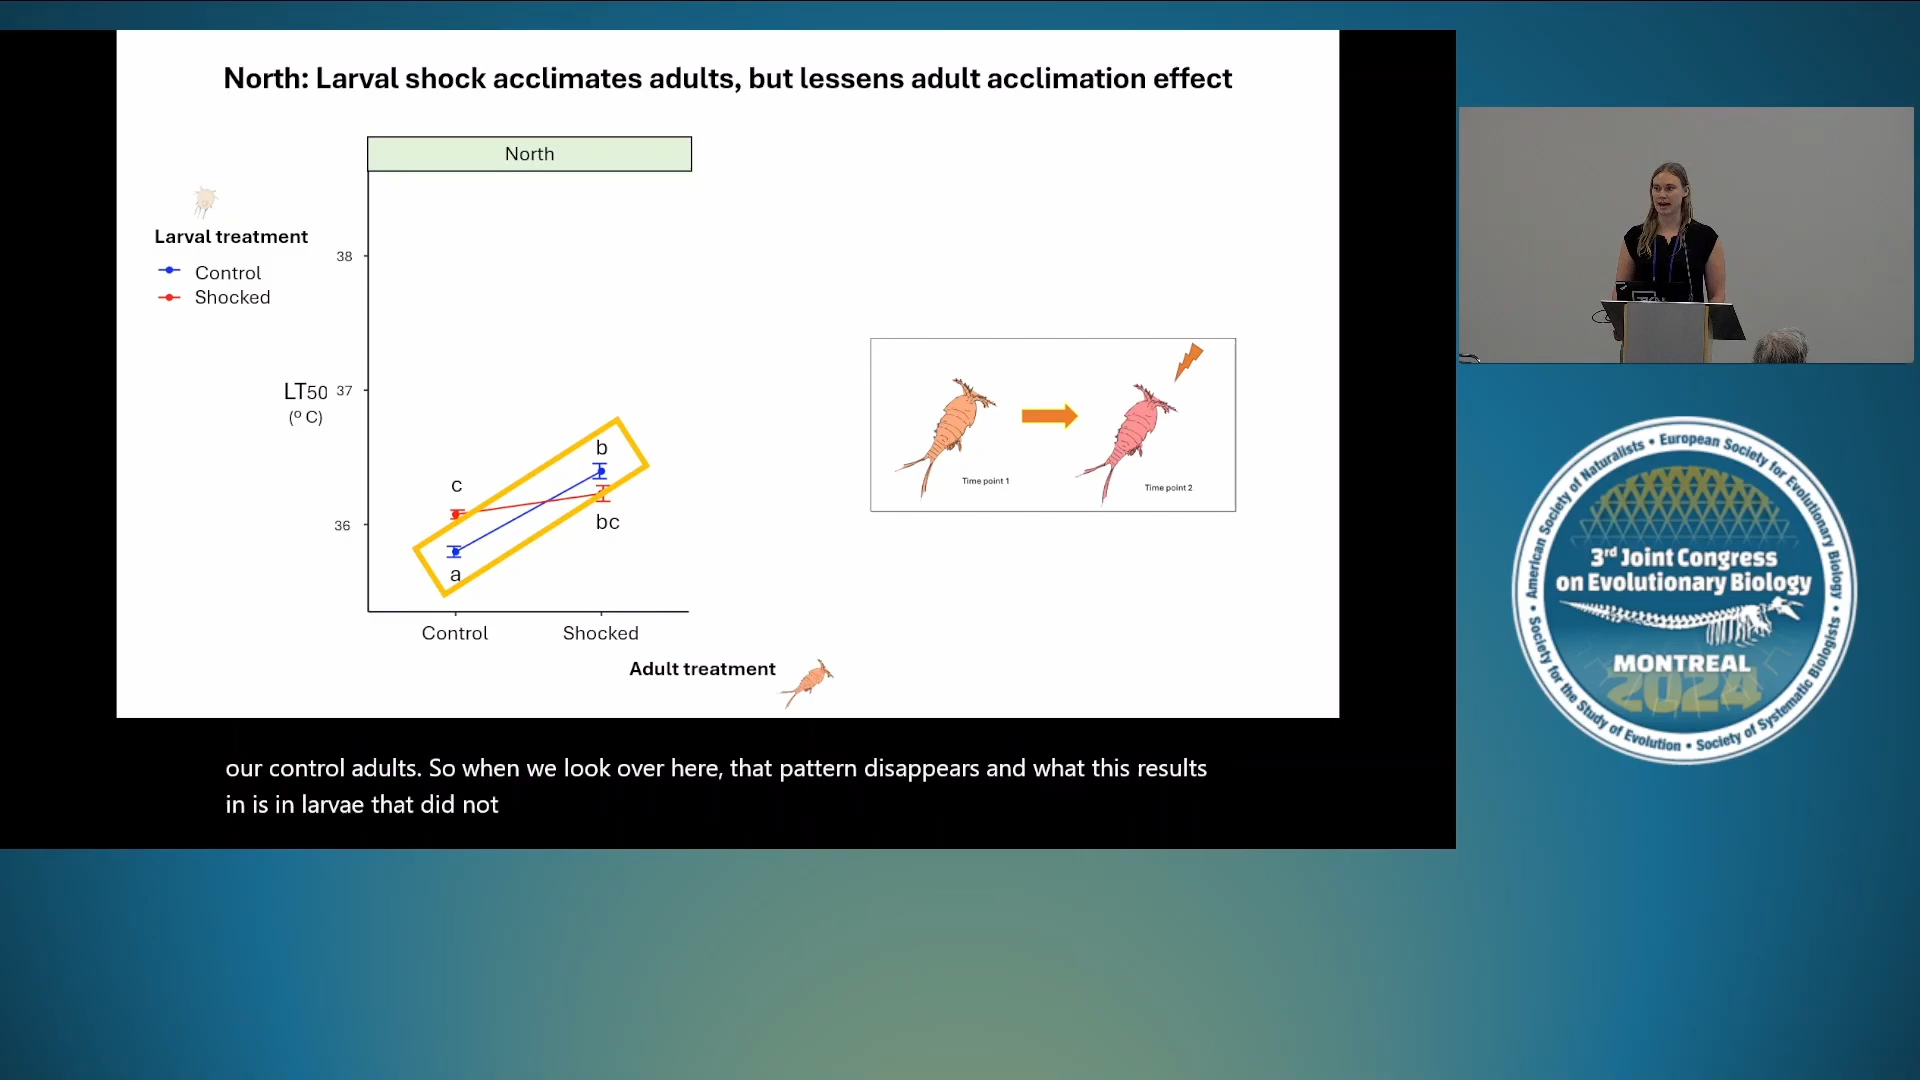 North: Larval shock acclimates adults, but lessens adult acclimation effect
North
Larval treatment
Control
Shocked
38
37
36
LT50
(º C)
c
a
b
bc
Control
Shocked
Adult treatment
Time point 1
Time point 2
our control adults. So when we look over here, that pattern disappears and what this results
in is in larvae that did not
American Society of Naturalists • European Society for Evolutionary Biology •
Society for the Study of Evolution • Society of Systematic Biologists •
3rd Joint Congress
on Evolutionary Biology
MONTREAL
2024